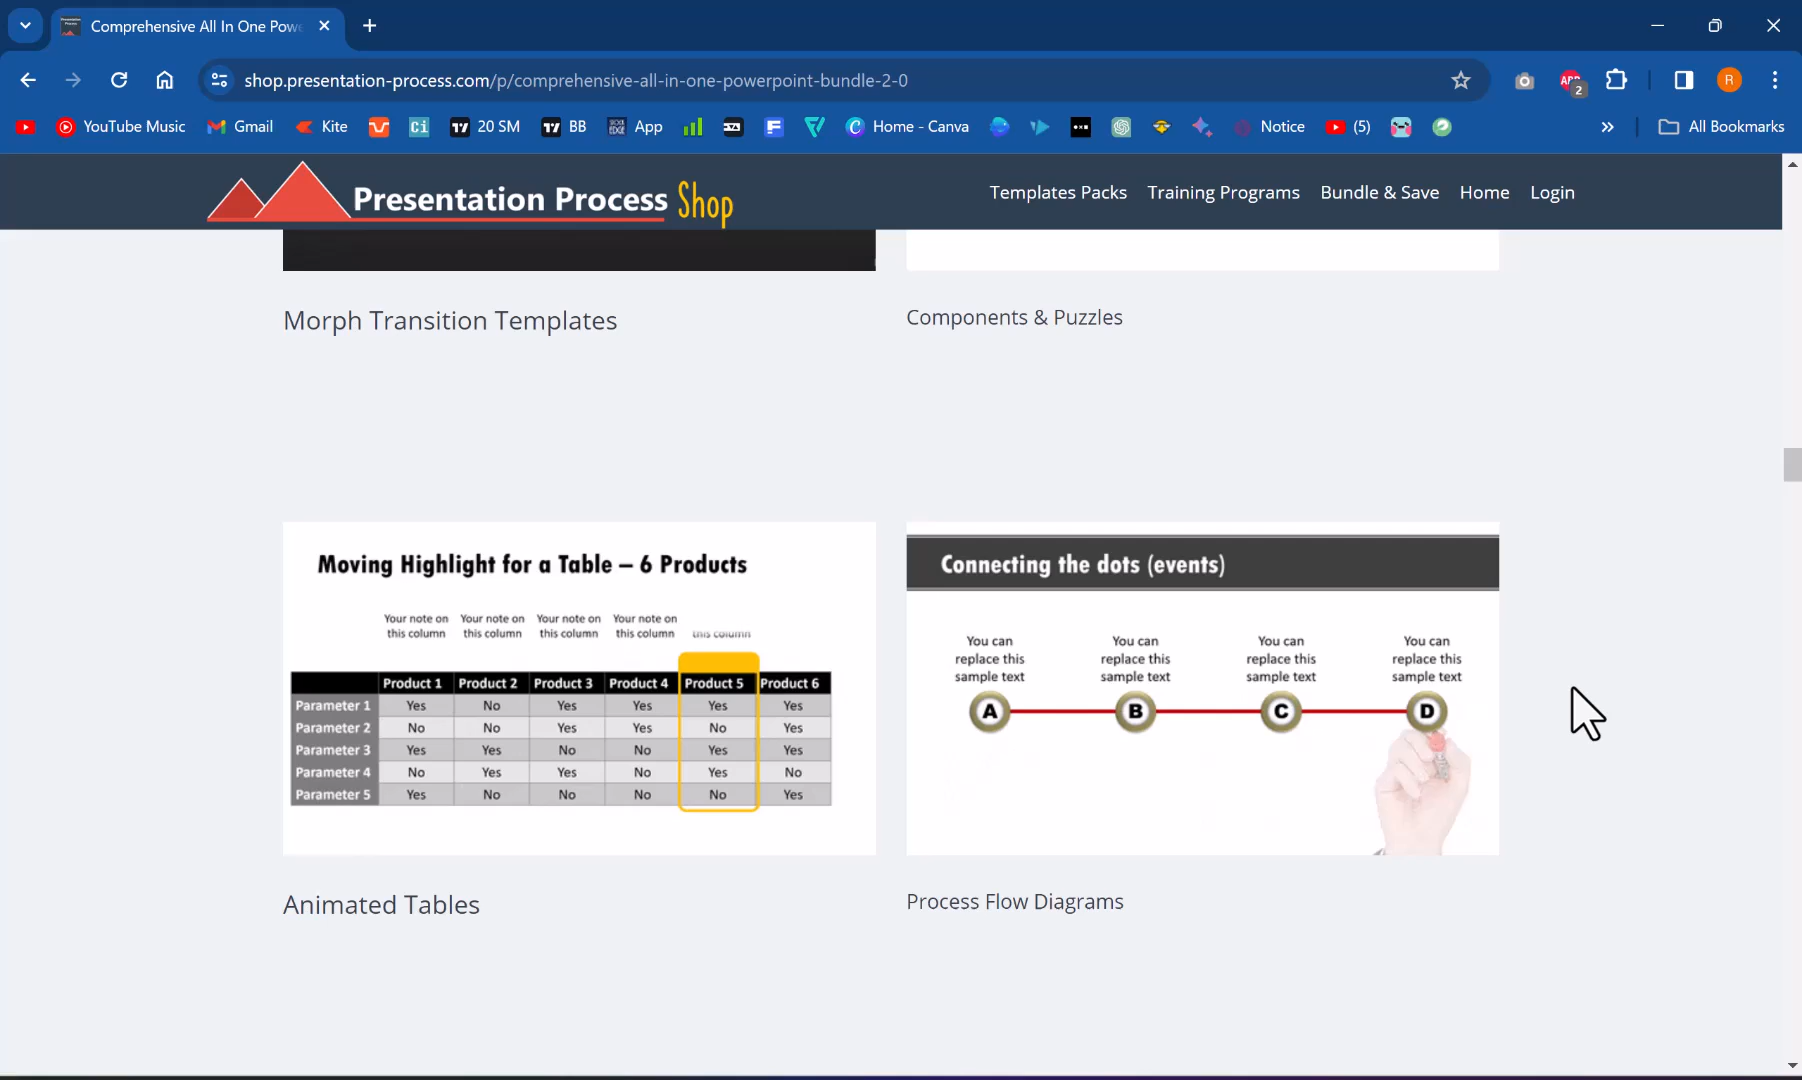 Comprehensive All In One Pow
shop.presentation-process.com/p/comprehensive-all-in-one-powerpoint-bundle-2-0
ABP
2
R
YouTube Music
Gmail
Kite
Ci
20 SM
BB
App
Home - Canva
Notice
(5)
»
All Bookmarks
Presentation Process Shop
Templates Packs Training Programs Bundle & Save Home Login
Morph Transition Templates
Components & Puzzles
Moving Highlight for a Table – 6 Products
Your note on Your note on Your note on Your note on
this column this column this column this column this column
Product 1 Product 2 Product 3 Product 4 Product 5 Product 6
Parameter 1 Yes No Yes Yes Yes Yes
Parameter 2 No No Yes Yes No Yes
Parameter 3 Yes Yes No No Yes Yes
Parameter 4 No Yes Yes No Yes No
Parameter 5 Yes No No No No Yes
Animated Tables
Connecting the dots (events)
You can You can You can You can
replace this replace this replace this replace this
sample text sample text sample text sample text
A B C D
Process Flow Diagrams